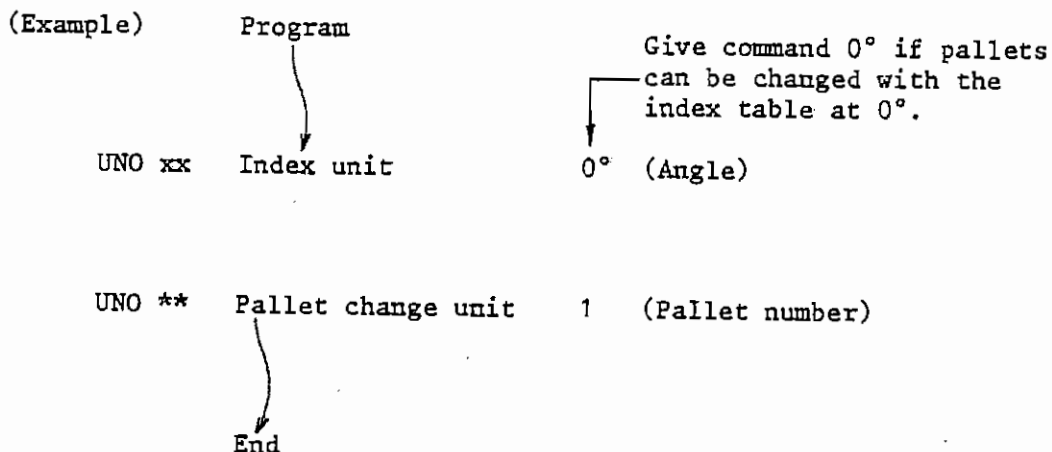 (Example) Program
Give command 0° if pallets
can be changed with the
index table at 0°.
UNO xx Index unit 0° (Angle)
UNO ** Pallet change unit 1 (Pallet number)
End